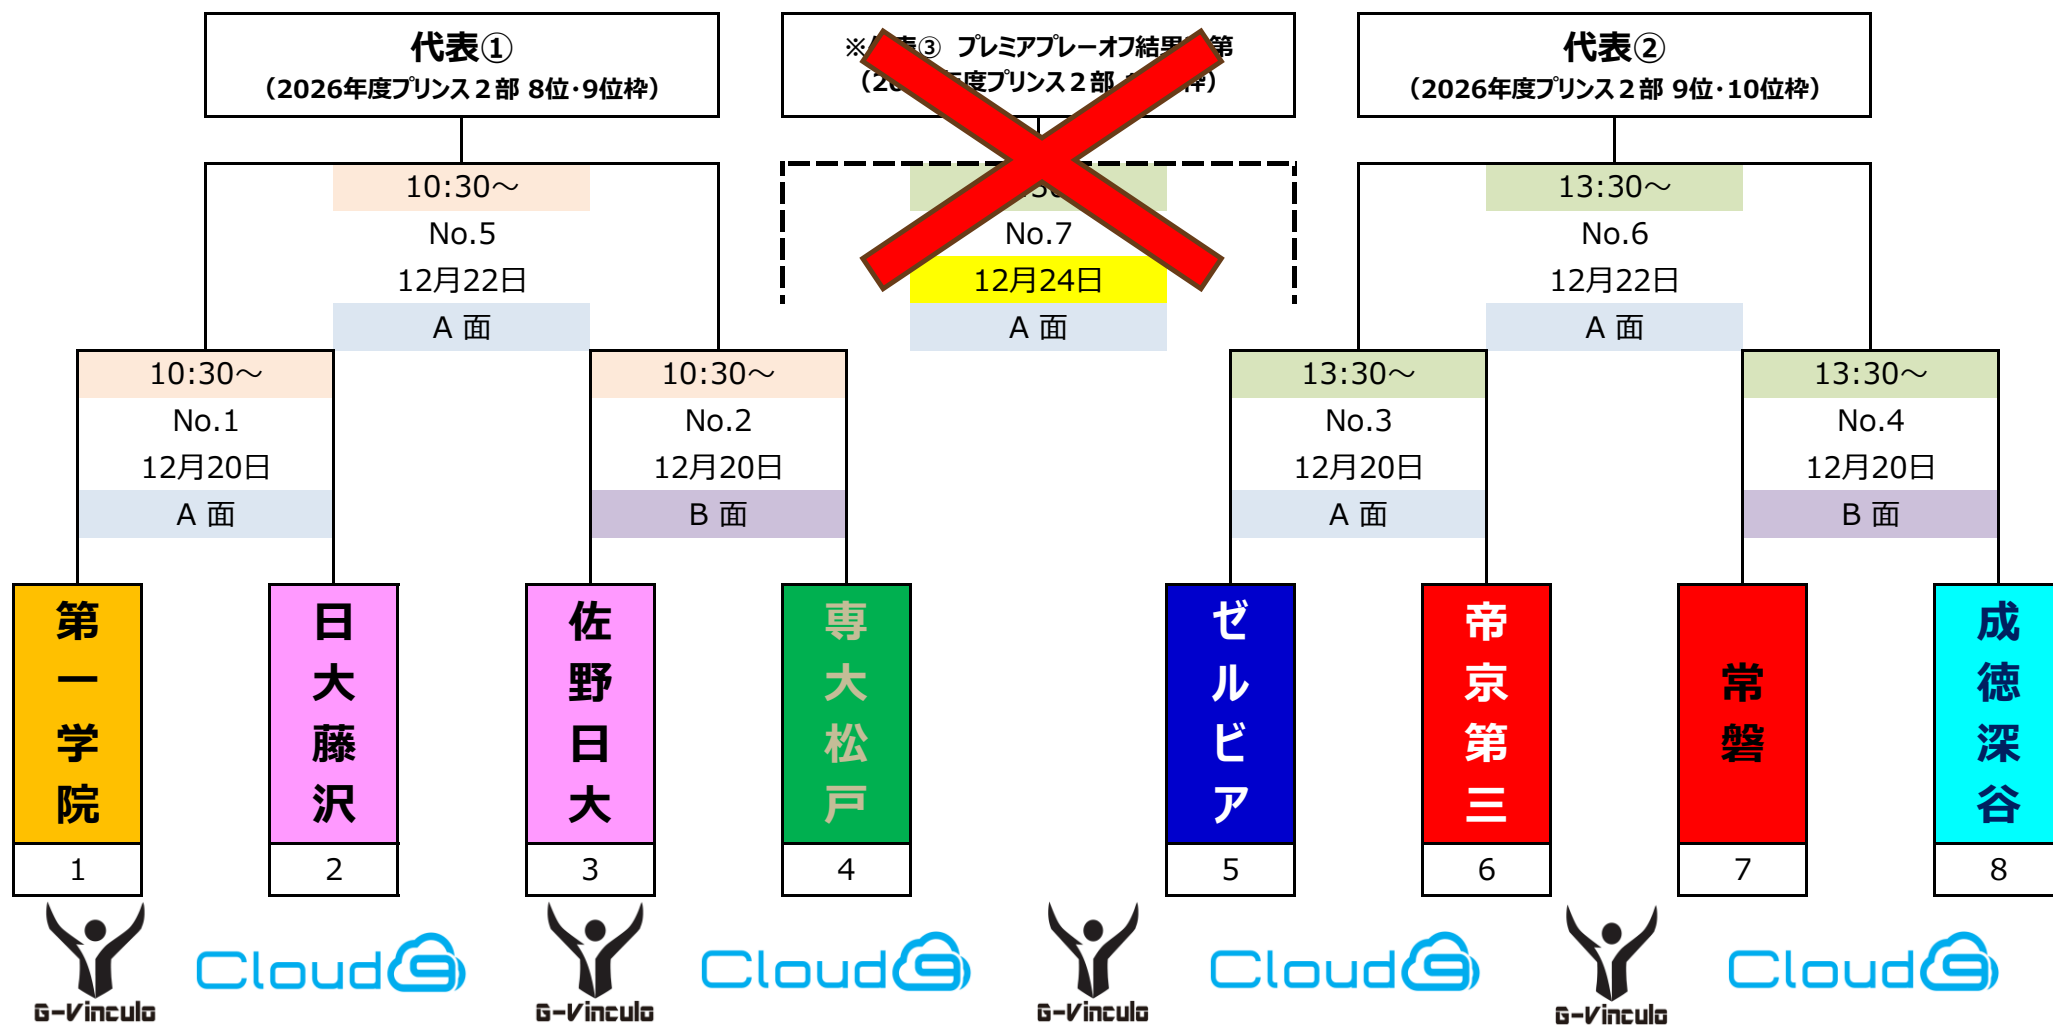 代表①
（2026年度プリンス２部 8位・9位枠）
※代表③ プレミアプレーオフ結果次第
年度プリンス２部
代表②
（2026年度プリンス２部 9位・10位枠）
10:30～
No.5
12月22日
A 面
No.7
12月24日
A 面
13:30～
No.6
12月22日
A 面
10:30～
No.1
12月20日
A 面
10:30～
No.2
12月20日
B 面
13:30～
No.3
12月20日
A 面
13:30～
No.4
12月20日
B 面
第一学院
日大藤沢
佐野日大
専大松戸
ゼルビア
帝京第三
常磐
成徳深谷
1
2
3
4
5
6
7
8
G-Vinculo
Cloud9
G-Vinculo
Cloud9
G-Vinculo
Cloud9
G-Vinculo
Cloud9